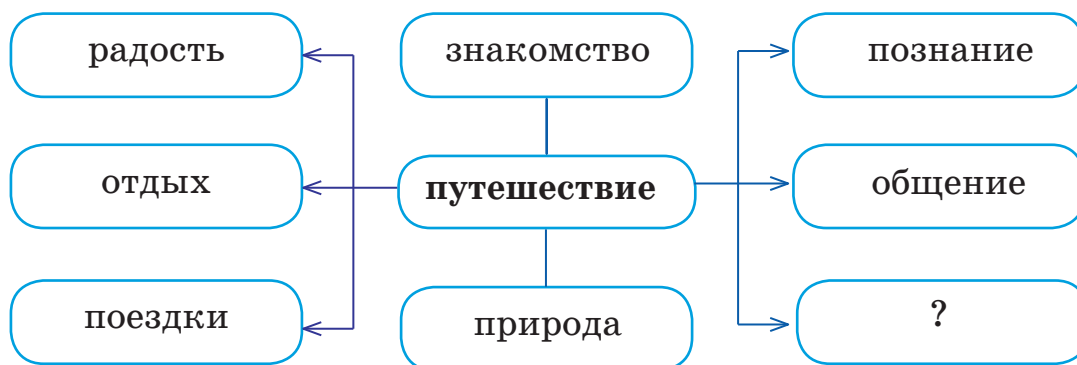 радость знакомство познание
отдых путешествие общение
поездки природа ?